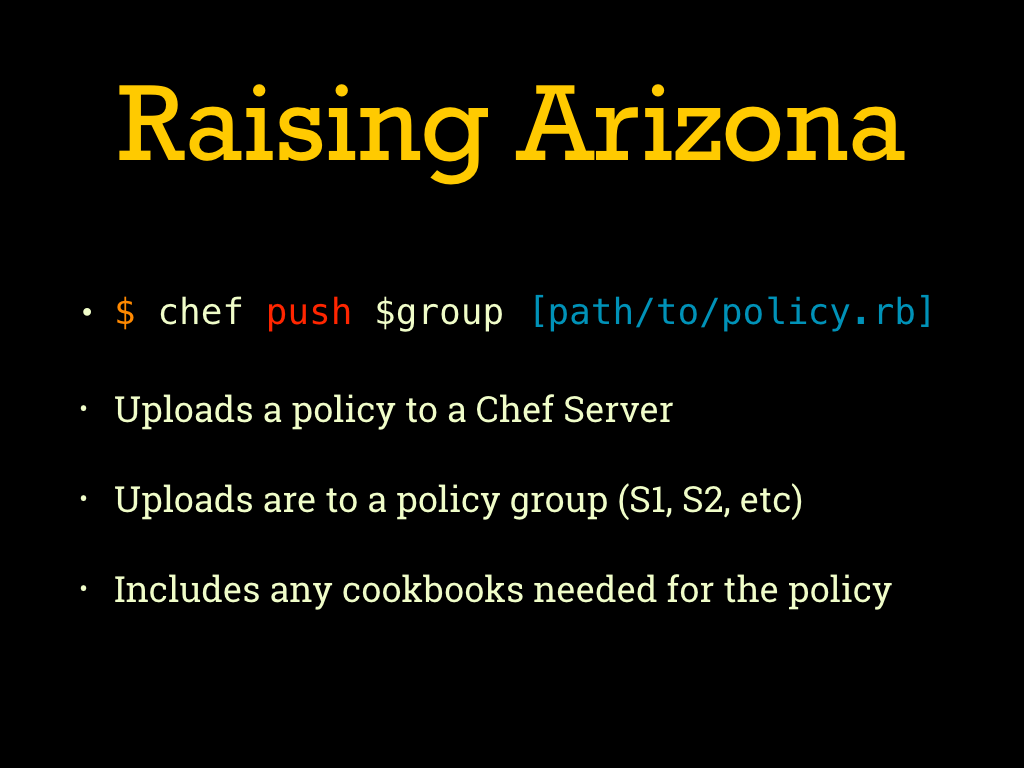 Raising Arizona
• $ chef push $group [path/to/policy.rb]
• Uploads a policy to a Chef Server
• Uploads are to a policy group (S1, S2, etc)
• Includes any cookbooks needed for the policy